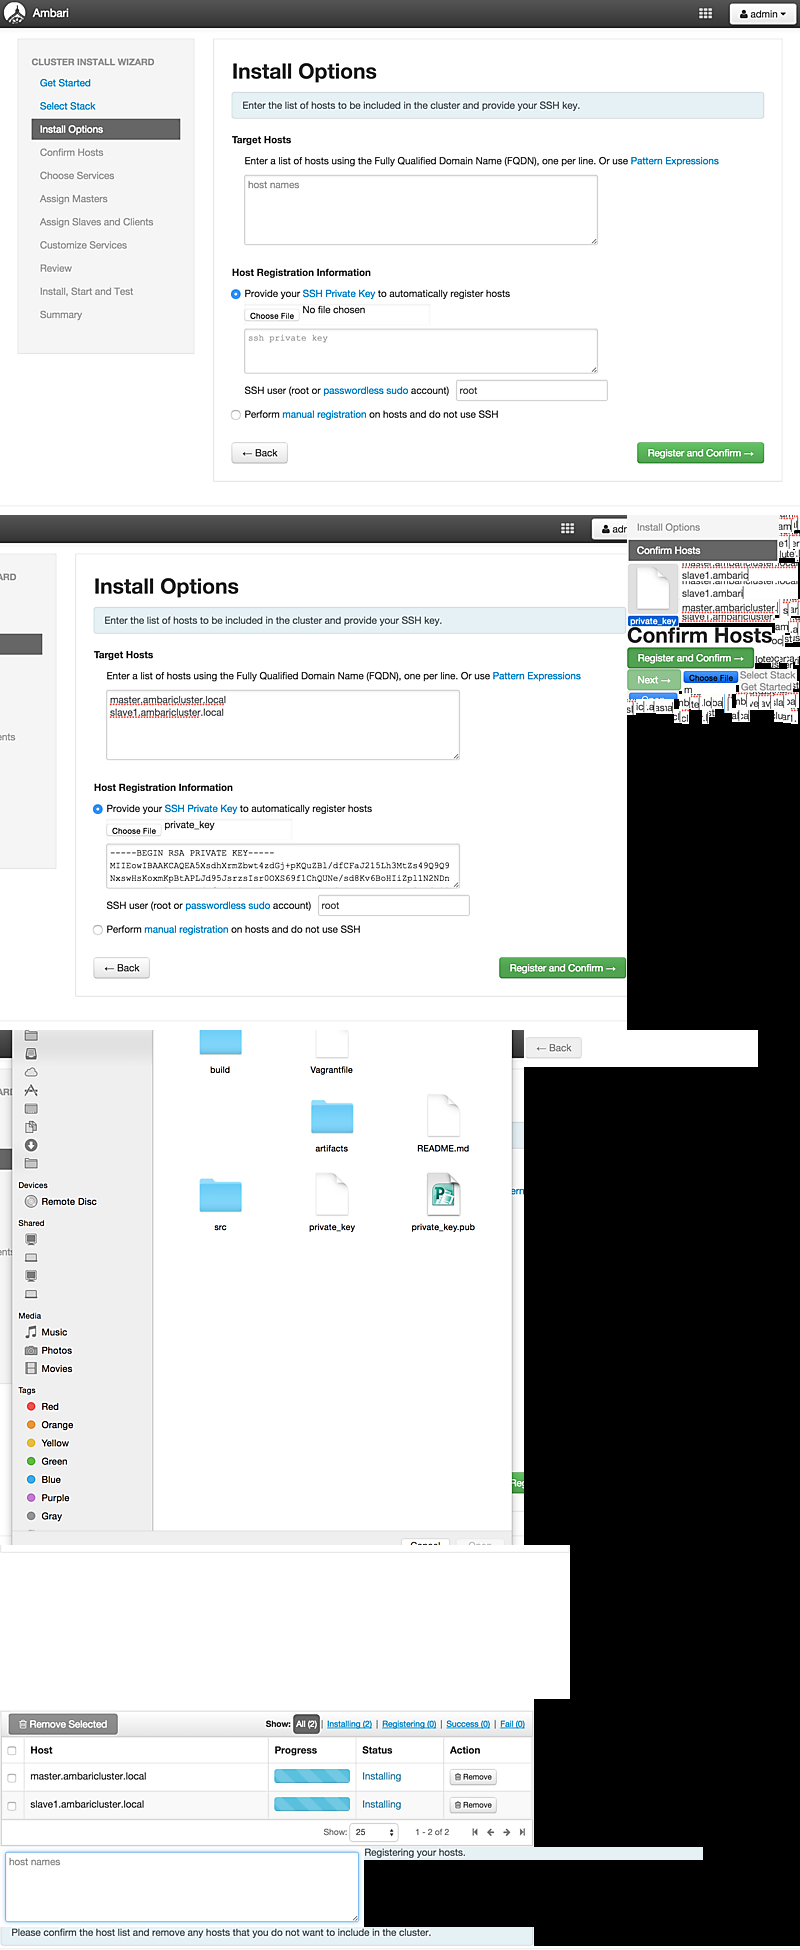 Ambari
admin
CLUSTER INSTALL WIZARD
Get Started
Select Stack
Install Options
Confirm Hosts
Choose Services
Assign Masters
Assign Slaves and Clients
Customize Services
Review
Install, Start and Test
Summary
Install Options
Enter the list of hosts to be included in the cluster and provide your SSH key.
Target Hosts
Enter a list of hosts using the Fully Qualified Domain Name (FQDN), one per line. Or use Pattern Expressions
host names
Host Registration Information
Provide your SSH Private Key to automatically register hosts
Choose File No file chosen
ssh private key
SSH user (root or passwordless sudo account) root
Perform manual registration on hosts and do not use SSH
← Back
Register and Confirm →
Install Options
Enter the list of hosts to be included in the cluster and provide your SSH key.
Target Hosts
Enter a list of hosts using the Fully Qualified Domain Name (FQDN), one per line. Or use Pattern Expressions
master.ambaricluster.local
slave1.ambaricluster.local
Host Registration Information
Provide your SSH Private Key to automatically register hosts
Choose File private_key
-----BEGIN RSA PRIVATE KEY-----
MIIEowIBAAKCAQEA5XsdhXrmZbwt4zdGj+pKQuZBl/dfCFaJ215Lh3MtZs49Q9Q9
NxswHsKoxmKpBtAPLJd95JsrzsIsr0OXS69f1ChQUNe/sd8Kv6BoHIiZpl1N2NDn
SSH user (root or passwordless sudo account) root
Perform manual registration on hosts and do not use SSH
← Back
Register and Confirm →
Install Options
Confirm Hosts
slave1.ambaric
slave1.ambari
master.ambaricluster.
private_key
Confirm Hosts
Register and Confirm →
Next →
Choose File
Select Stack
Get Started
← Back
build
Vagrantfile
artifacts
README.md
src
private_key
private_key.pub
Devices
Remote Disc
Shared
Media
Music
Photos
Movies
Tags
Red
Orange
Yellow
Green
Blue
Purple
Gray
Cancel
Open
Remove Selected
Show: All (2) | Installing (2) | Registering (0) | Success (0) | Fail (0)
Host Progress Status Action
master.ambaricluster.local Installing Remove
slave1.ambaricluster.local Installing Remove
Show: 25 1 - 2 of 2
Registering your hosts.
host names
Please confirm the host list and remove any hosts that you do not want to include in the cluster.